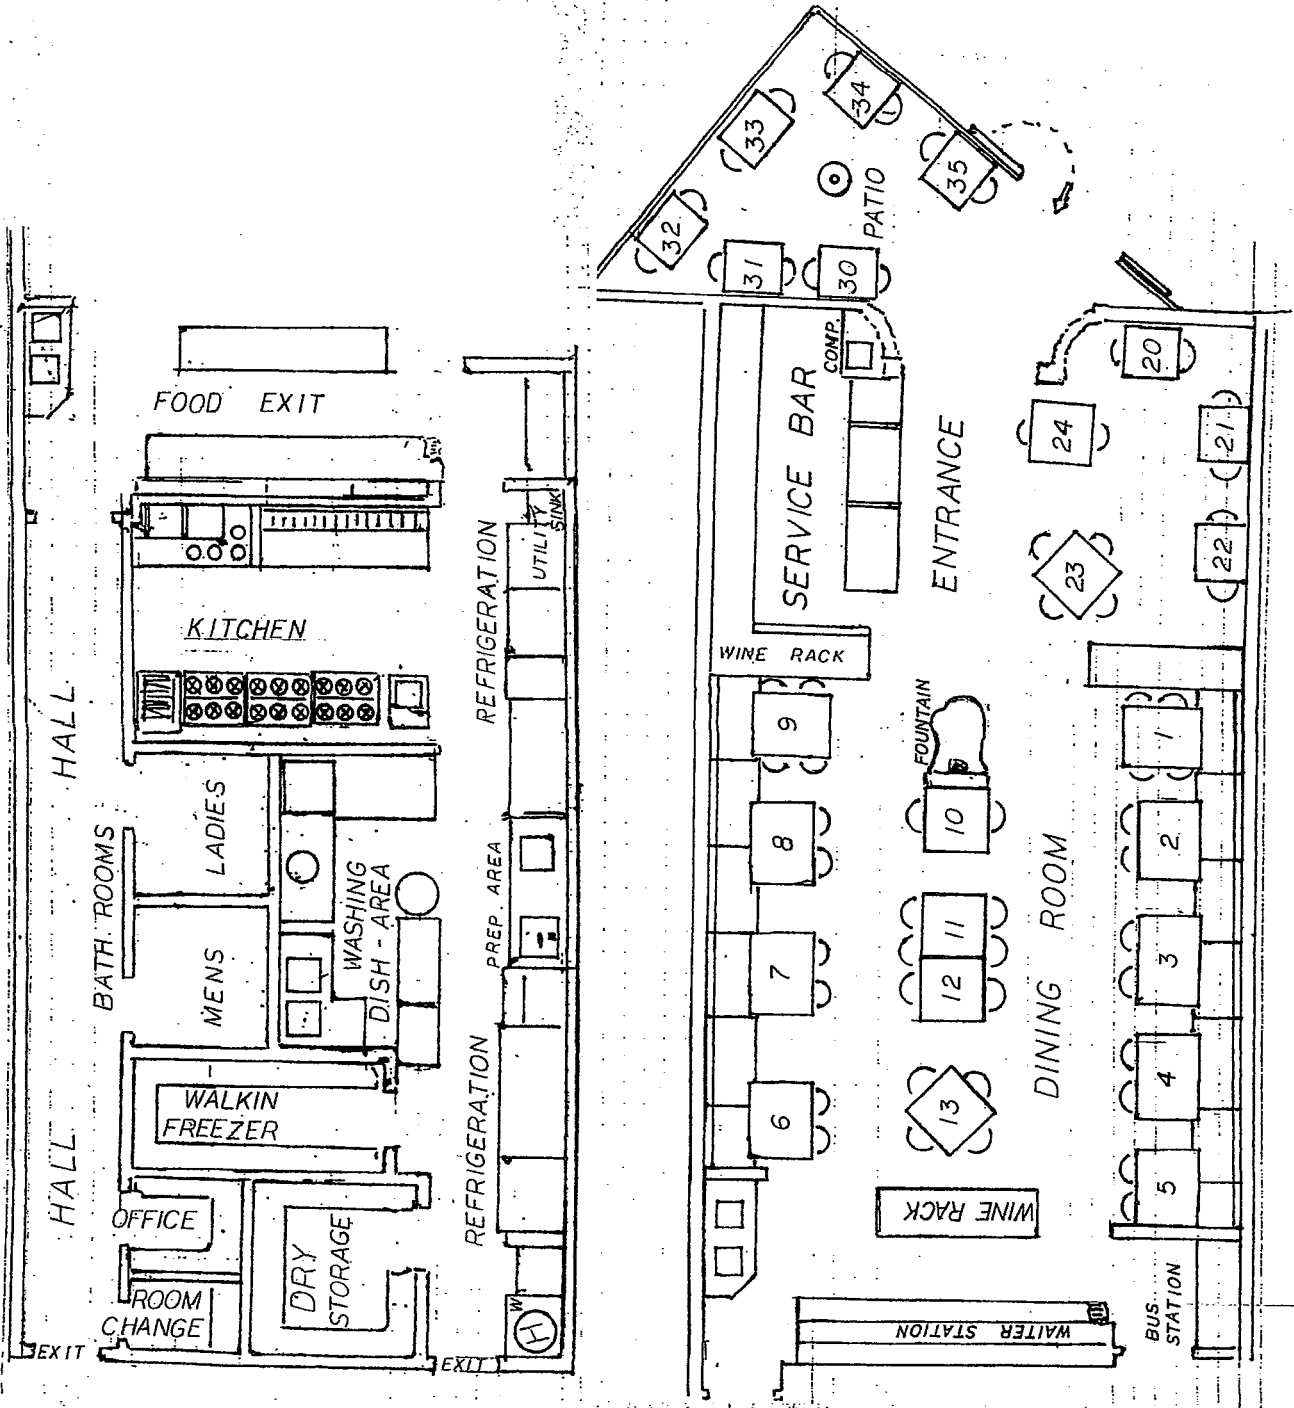 FOOD EXIT
UTILITY
SINK
KITCHEN
REFRIGERATION
HALL
BATH. ROOMS
LADIES
MENS
WASHING
DISH - AREA
PREP. AREA
WALKIN
FREEZER
REFRIGERATION
HALL
OFFICE
DRY
STORAGE
ROOM
CHANGE
W
H
EXIT
EXIT
34
33
35
32
PATIO
31
30
COMP.
SERVICE BAR
ENTRANCE
20
24
21
23
22
WINE RACK
FOUNTAIN
9
1
8
10
2
7
11
12
3
DINING ROOM
6
13
4
5
WINE RACK
WAITER STATION
BUS
STATION